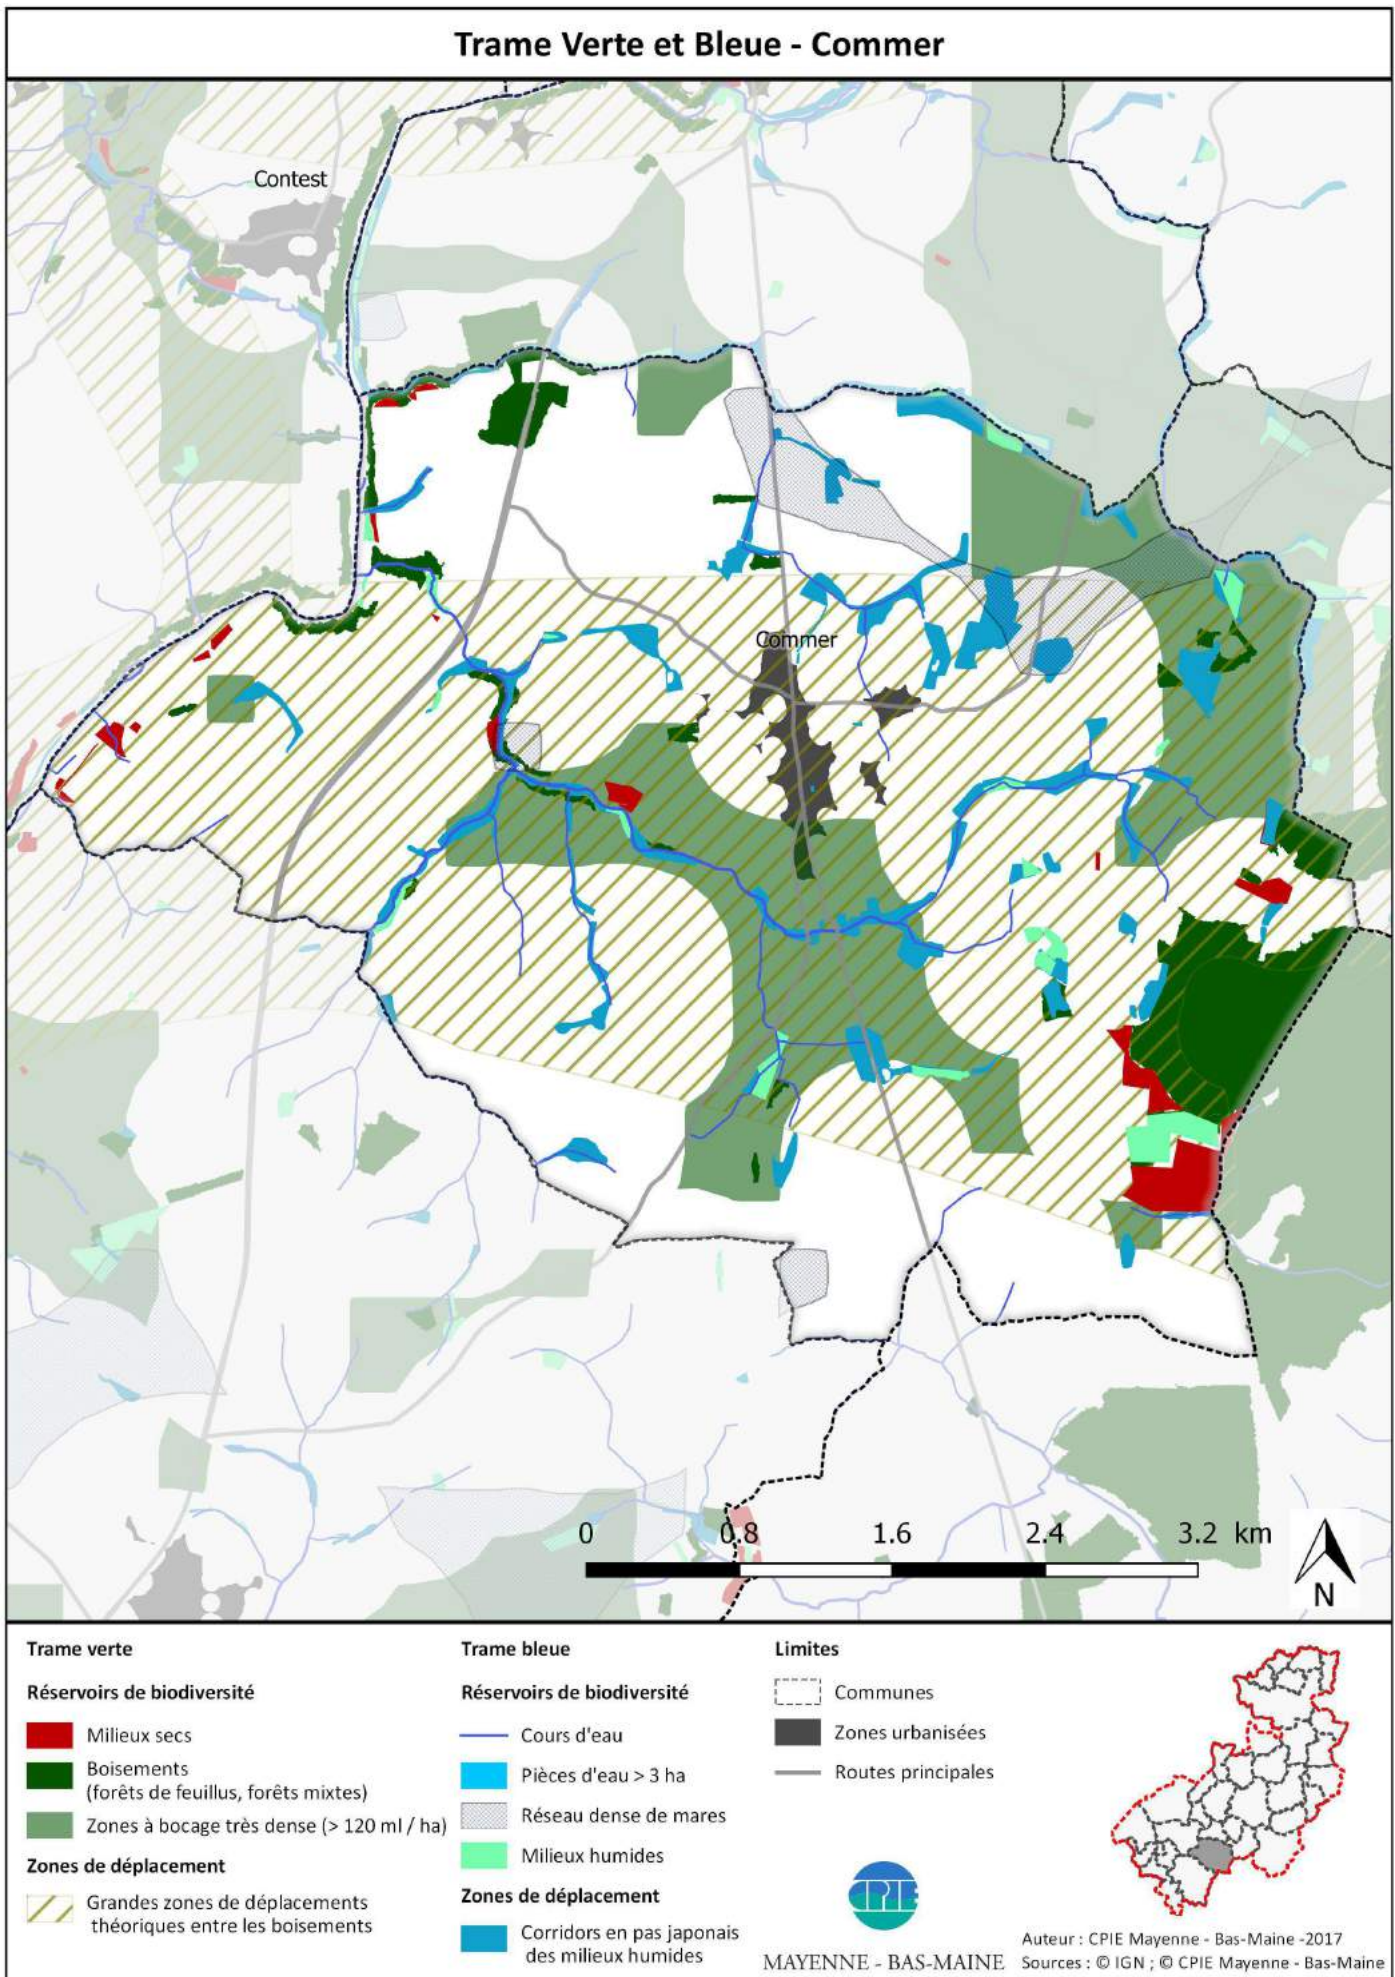 Trame Verte et Bleue - Commer
Contest
Commer
0 0.8 1.6 2.4 3.2 km
N
Trame verte
Réservoirs de biodiversité
Milieux secs
Boisements
(forêts de feuillus, forêts mixtes)
Zones à bocage très dense (> 120 ml / ha)
Zones de déplacement
Grandes zones de déplacements
théoriques entre les boisements
Trame bleue
Réservoirs de biodiversité
Cours d'eau
Pièces d'eau > 3 ha
Réseau dense de mares
Milieux humides
Zones de déplacement
Corridors en pas japonais
des milieux humides
Limites
Communes
Zones urbanisées
Routes principales
CPIE
MAYENNE - BAS-MAINE
Auteur : CPIE Mayenne - Bas-Maine -2017
Sources : © IGN ; © CPIE Mayenne - Bas-Maine